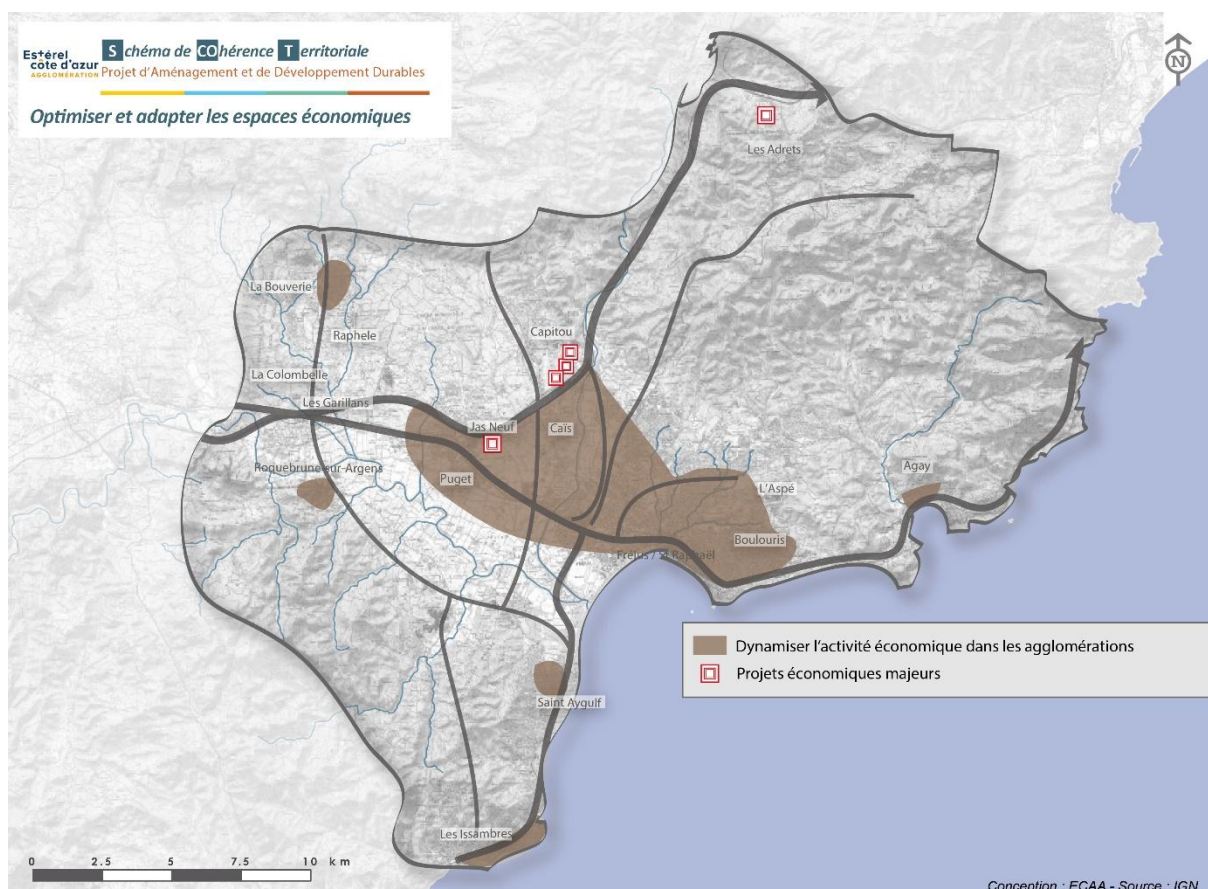 Estérel
côte d'azur
AGGLOMÉRATION
Schéma de COhérence Territoriale
Projet d'Aménagement et de Développement Durables
Optimiser et adapter les espaces économiques
N
Les Adrets
La Bouverie
Raphele
Capitou
La Colombelle
Les Garillans
Jas Neuf
Caïs
Roquebrune-sur-Argens
Puget
Agay
L'Aspé
Boulouris
Fréjus / St Raphaël
Dynamiser l'activité économique dans les agglomérations
Projets économiques majeurs
Saint Aygulf
Les Issambres
0 2.5 5 7.5 10 km
Conception : ECAA - Source : IGN